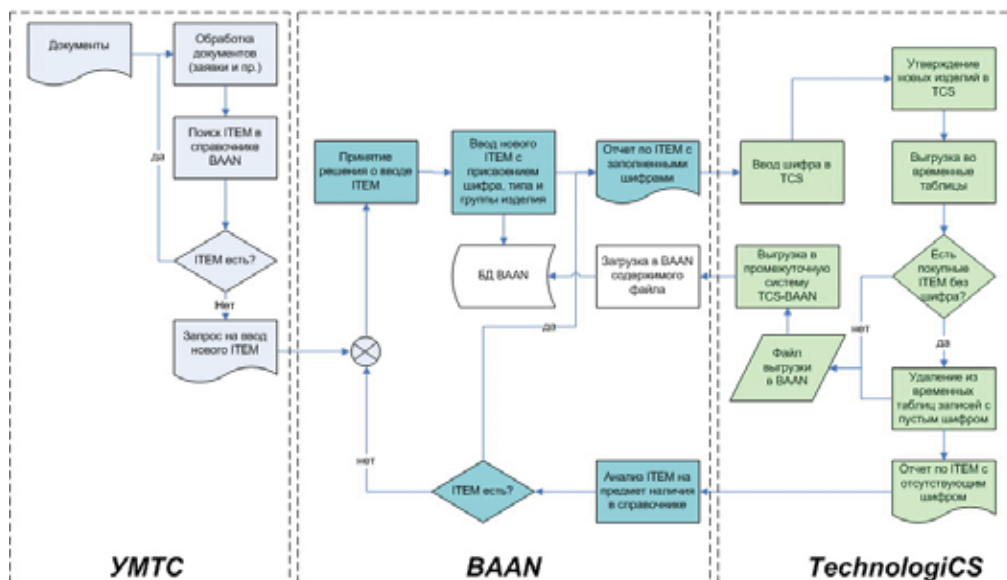 Документы
Обработка
документов
(заявки и пр.)
Поиск ITEM в
справочнике
BAAN
да
ITEM есть?
Нет
Запрос на ввод
нового ITEM
УМТС
Принятие
решения о вводе
ITEM
Ввод нового
ITEM с
присвоением
шифра, типа и
группы изделия
Отчет по ITEM с
заполненными
шифрами
БД BAAN
Загрузка в BAAN
содержимого
файла
да
нет
ITEM есть?
Анализ ITEM на
предмет наличия
в справочнике
BAAN
Утверждение
новых изделий в
TCS
Ввод шифра в
TCS
Выгрузка во
временные
таблицы
Выгрузка в
промежуточную
систему
TCS-BAAN
Есть
покупные
ITEM без
шифра?
нет
да
Файл
выгрузки
в BAAN
Удаление из
временных
таблиц записей с
пустым шифром
Отчет по ITEM с
отсутствующим
шифром
TechnologiCS